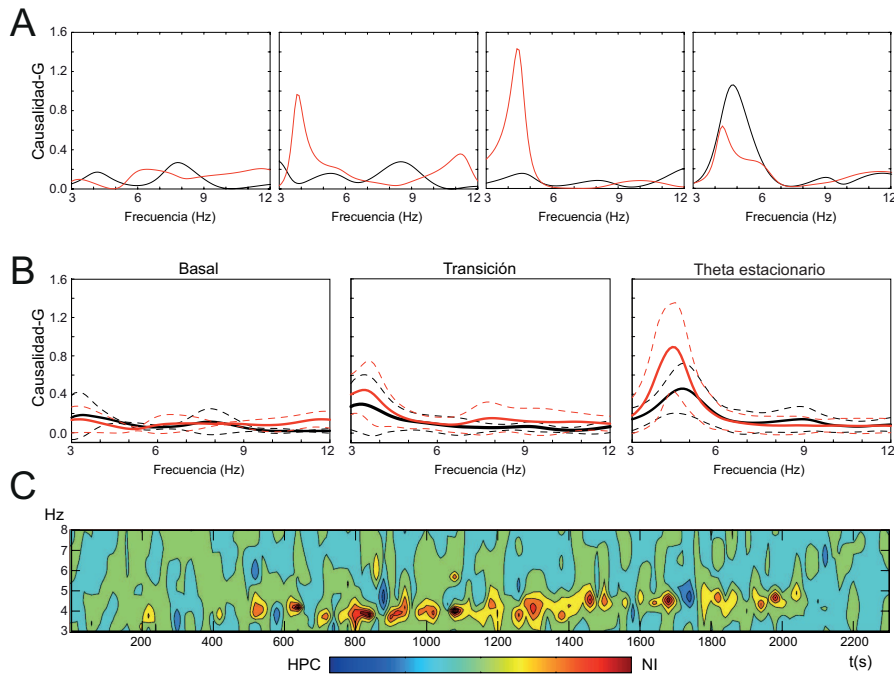 A
Causalidad-G
1.6
1.2
0.8
0.4
0.0
3 6 9 12
3 6 9 12
3 6 9 12
3 6 9 12
Frecuencia (Hz)
Frecuencia (Hz)
Frecuencia (Hz)
Frecuencia (Hz)
B
Basal
Transición
Theta estacionario
Causalidad-G
1.6
1.2
0.8
0.4
0.0
3 6 9 12
3 6 9 12
3 6 9 12
Frecuencia (Hz)
Frecuencia (Hz)
Frecuencia (Hz)
C
Hz
8
7
6
5
4
3
200 400 600 800 1000 1200 1400 1600 1800 2000 2200 t(s)
HPC NI